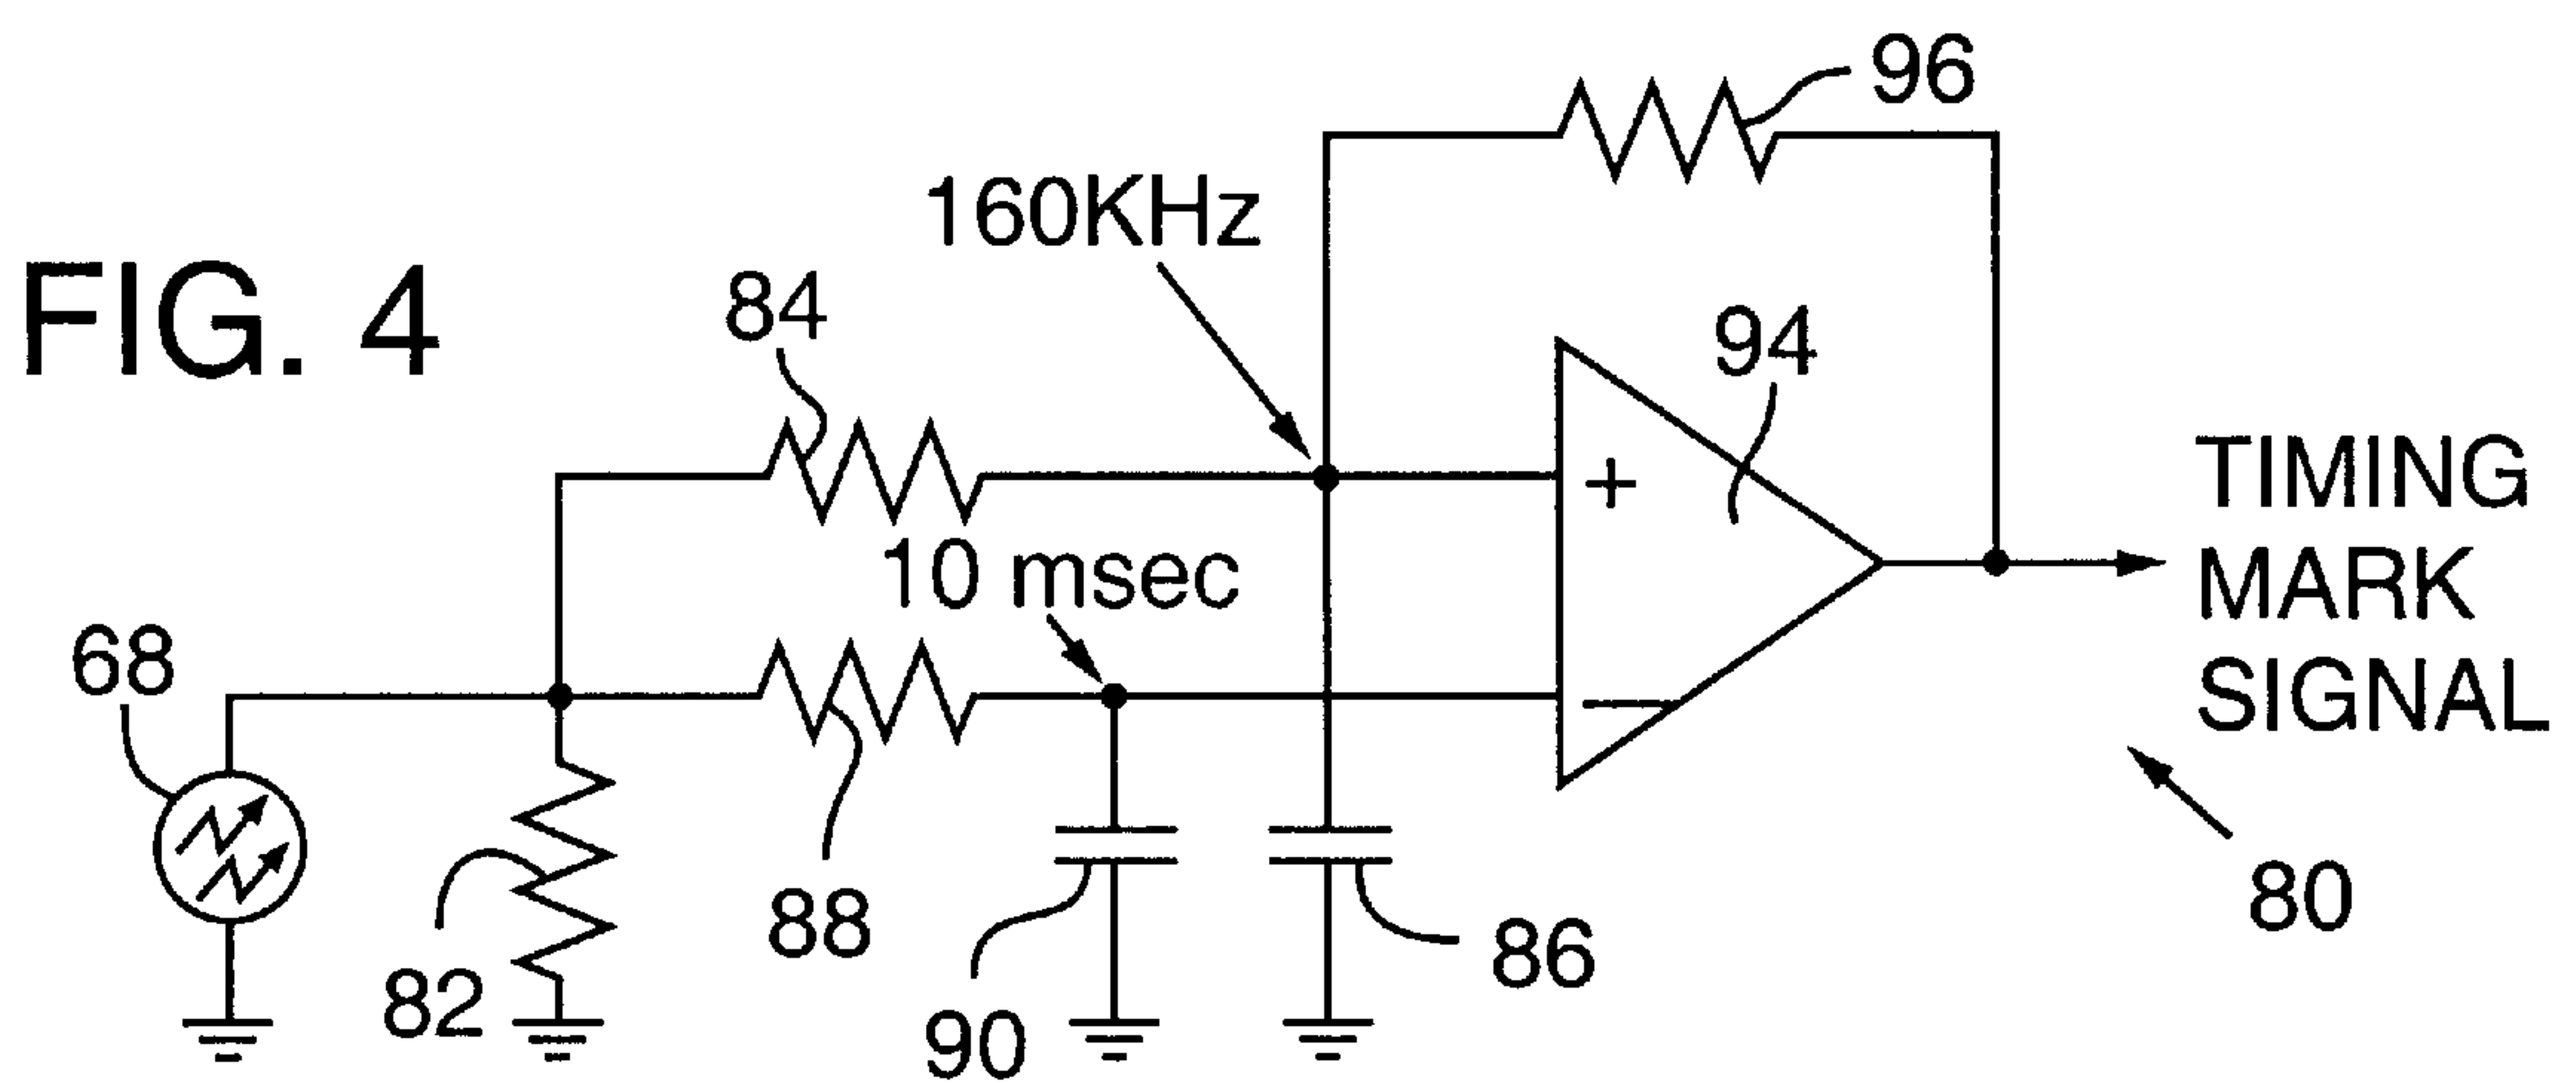 FIG. 4
96
160KHz
84
94
+
10 msec
TIMING
MARK
SIGNAL
68
−
88
82
90
86
80